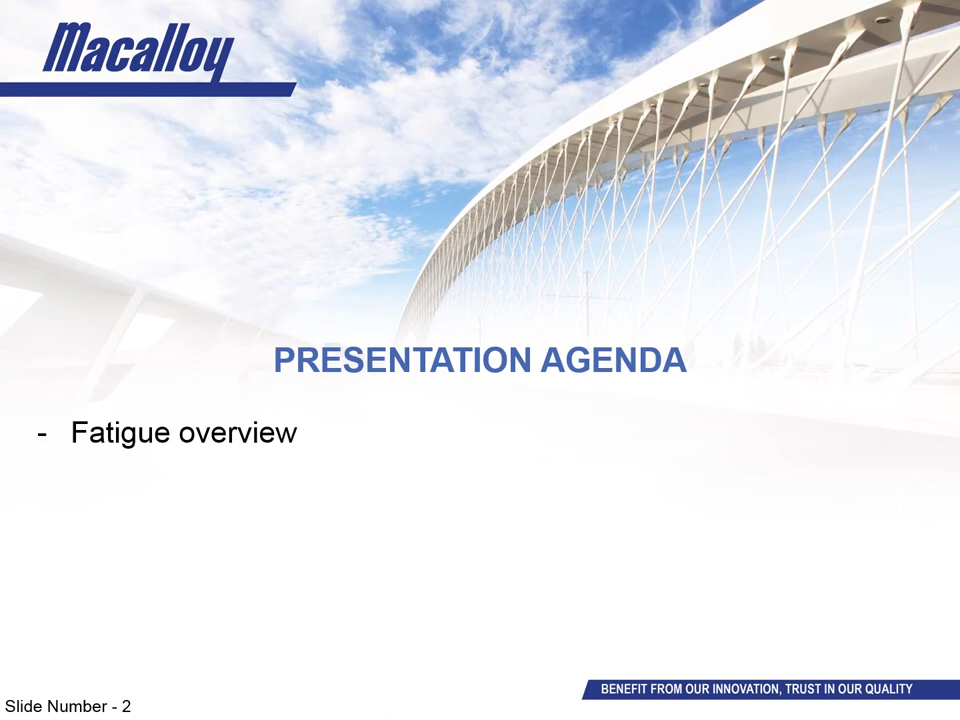 Macalloy
PRESENTATION AGENDA
- Fatigue overview
BENEFIT FROM OUR INNOVATION, TRUST IN OUR QUALITY
Slide Number - 2